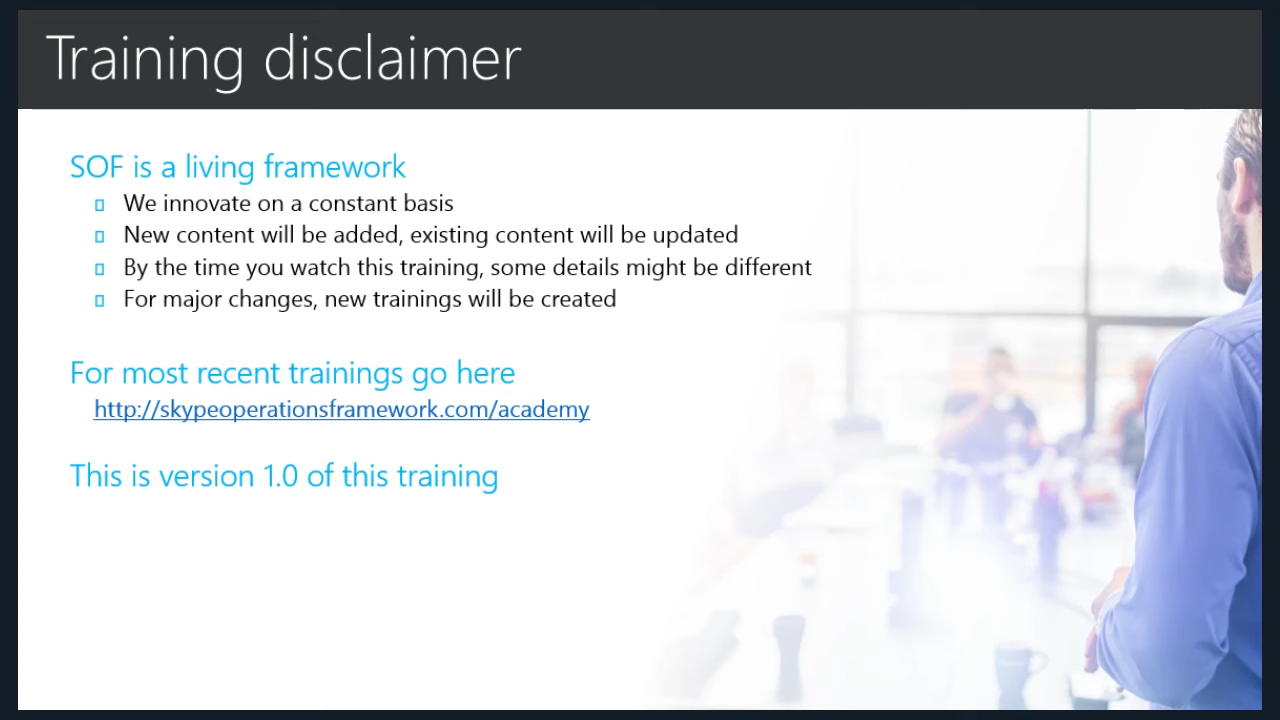 Training disclaimer
SOF is a living framework
We innovate on a constant basis
New content will be added, existing content will be updated
By the time you watch this training, some details might be different
For major changes, new trainings will be created
For most recent trainings go here
http://skypeoperationsframework.com/academy
This is version 1.0 of this training